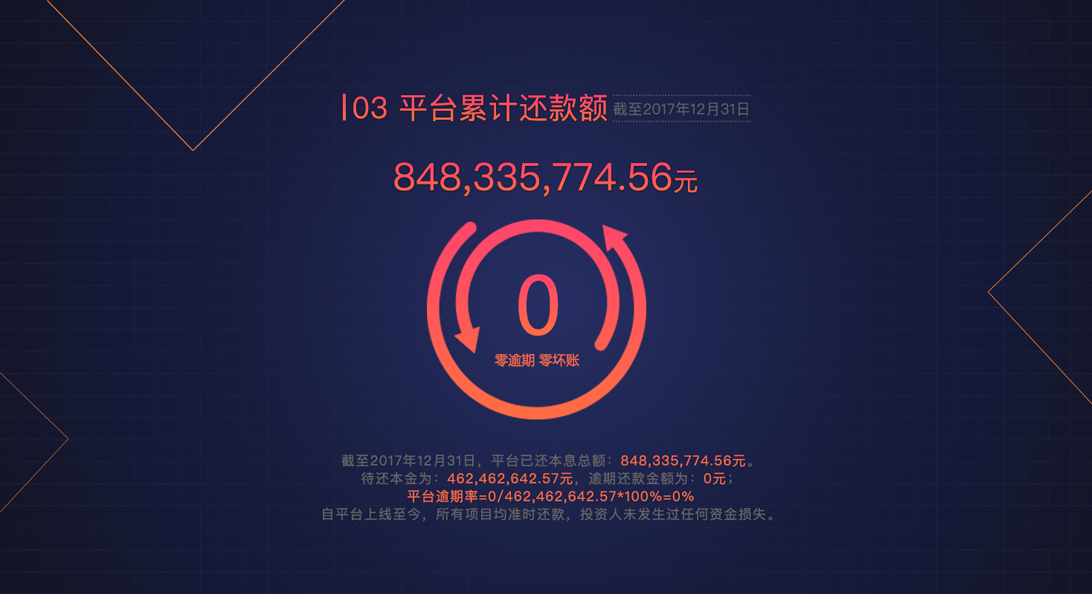 03 平台累计还款额 截至2017年12月31日
848,335,774.56元
0
零逾期 零坏账
截至2017年12月31日，平台已还本息总额：848,335,774.56元。
待还本金为：462,462,642.57元，逾期还款金额为：0元；
平台逾期率=0/462,462,642.57*100%=0%
自平台上线至今，所有项目均准时还款，投资人未发生过任何资金损失。